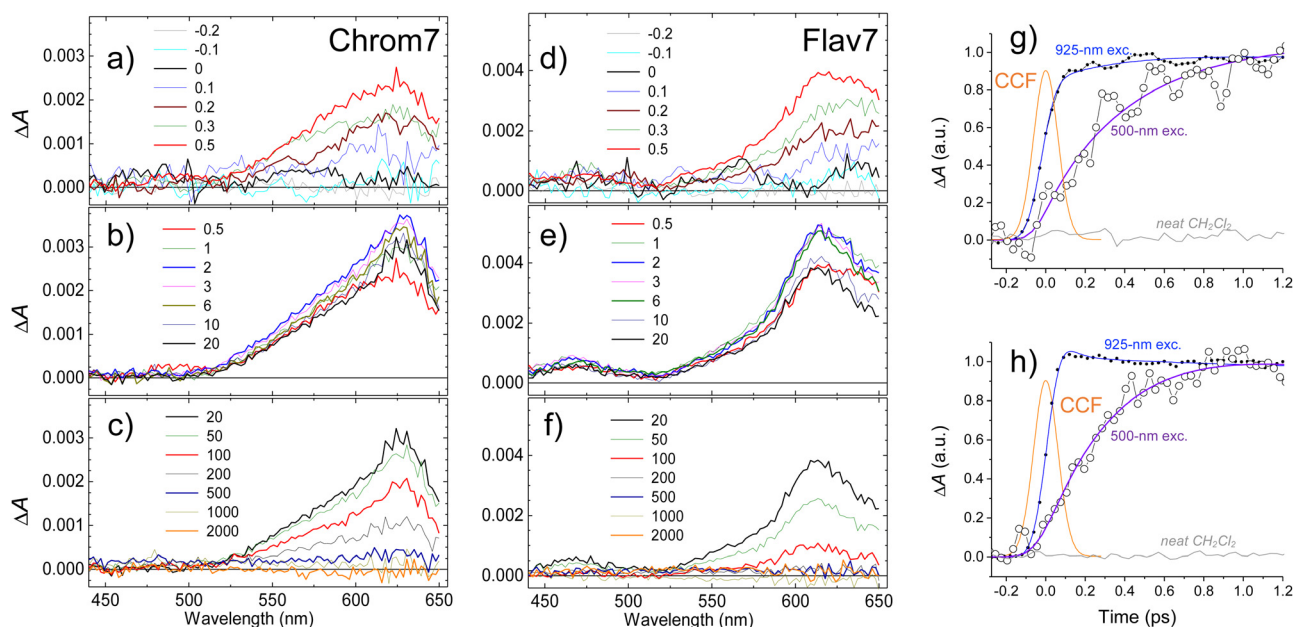 a)
Chrom7
-0.2
-0.1
0
0.1
0.2
0.3
0.5
0.003
0.002
0.001
0.000
ΔA
b)
0.5
1
2
3
6
10
20
0.003
0.002
0.001
0.000
ΔA
c)
20
50
100
200
500
1000
2000
0.003
0.002
0.001
0.000
ΔA
450 500 550 600 650
Wavelength (nm)
d)
Flav7
-0.2
-0.1
0
0.1
0.2
0.3
0.5
0.004
0.002
0.000
e)
0.5
1
2
3
6
10
20
0.004
0.002
0.000
f)
20
50
100
200
500
1000
2000
0.004
0.002
0.000
450 500 550 600 650
Wavelength (nm)
g)
925-nm exc.
CCF
500-nm exc.
neat CH2Cl2
1.0
0.8
0.6
0.4
0.2
0.0
ΔA (a.u.)
-0.2 0.0 0.2 0.4 0.6 0.8 1.0 1.2
h)
925-nm exc.
CCF
500-nm exc.
neat CH2Cl2
1.0
0.8
0.6
0.4
0.2
0.0
ΔA (a.u.)
-0.2 0.0 0.2 0.4 0.6 0.8 1.0 1.2
Time (ps)